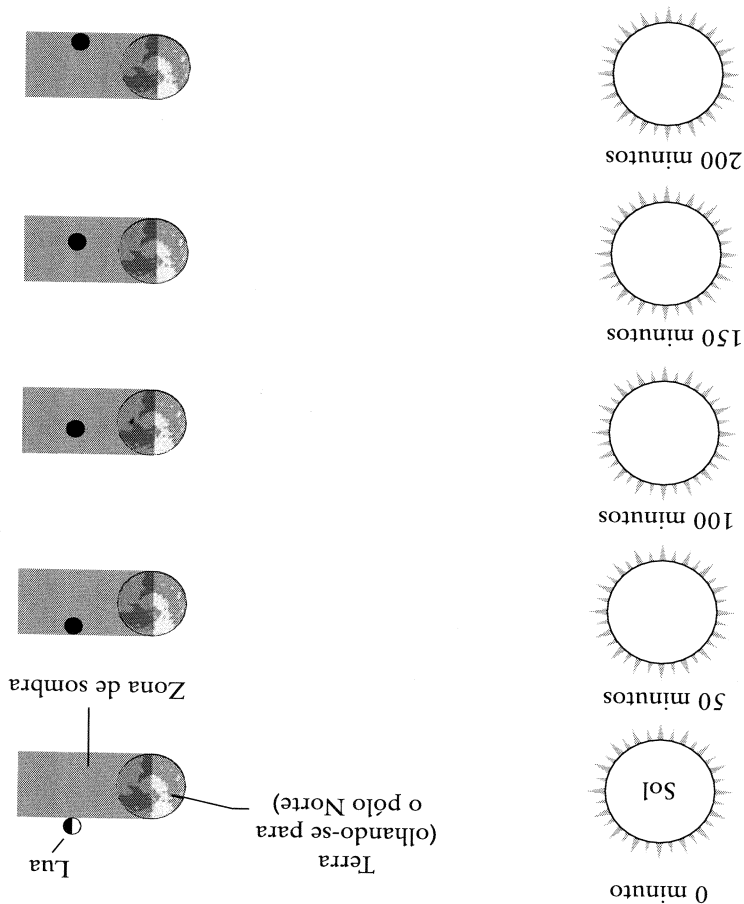 0 minuto
Sol
Terra
(olhando-se para
o pólo Norte)
Lua
Zona de sombra
50 minutos
100 minutos
150 minutos
200 minutos